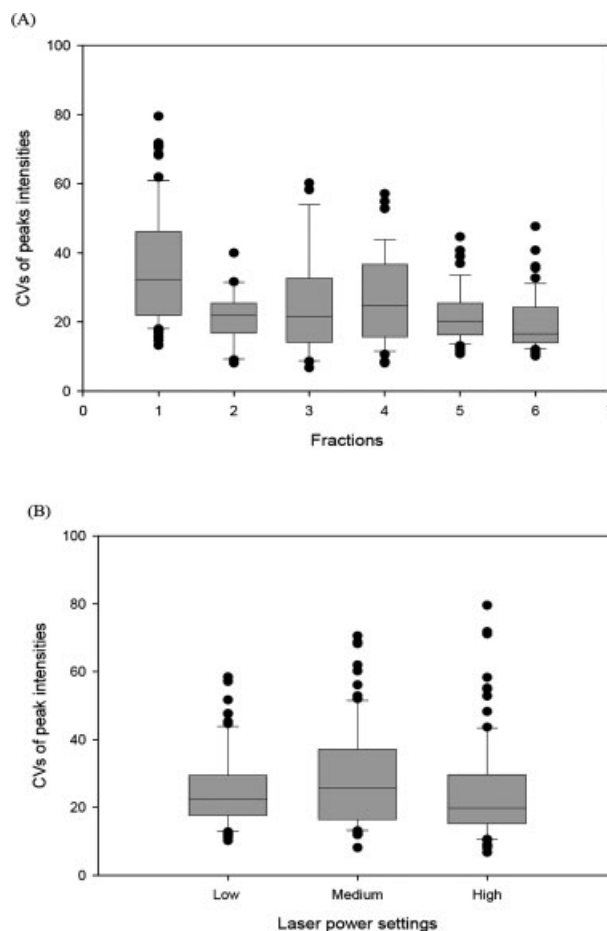 (A)
100
80
60
40
20
0
CVs of peaks intensities
0 1 2 3 4 5 6
Fractions
(B)
100
80
60
40
20
0
CVs of peak intensities
Low Medium High
Laser power settings